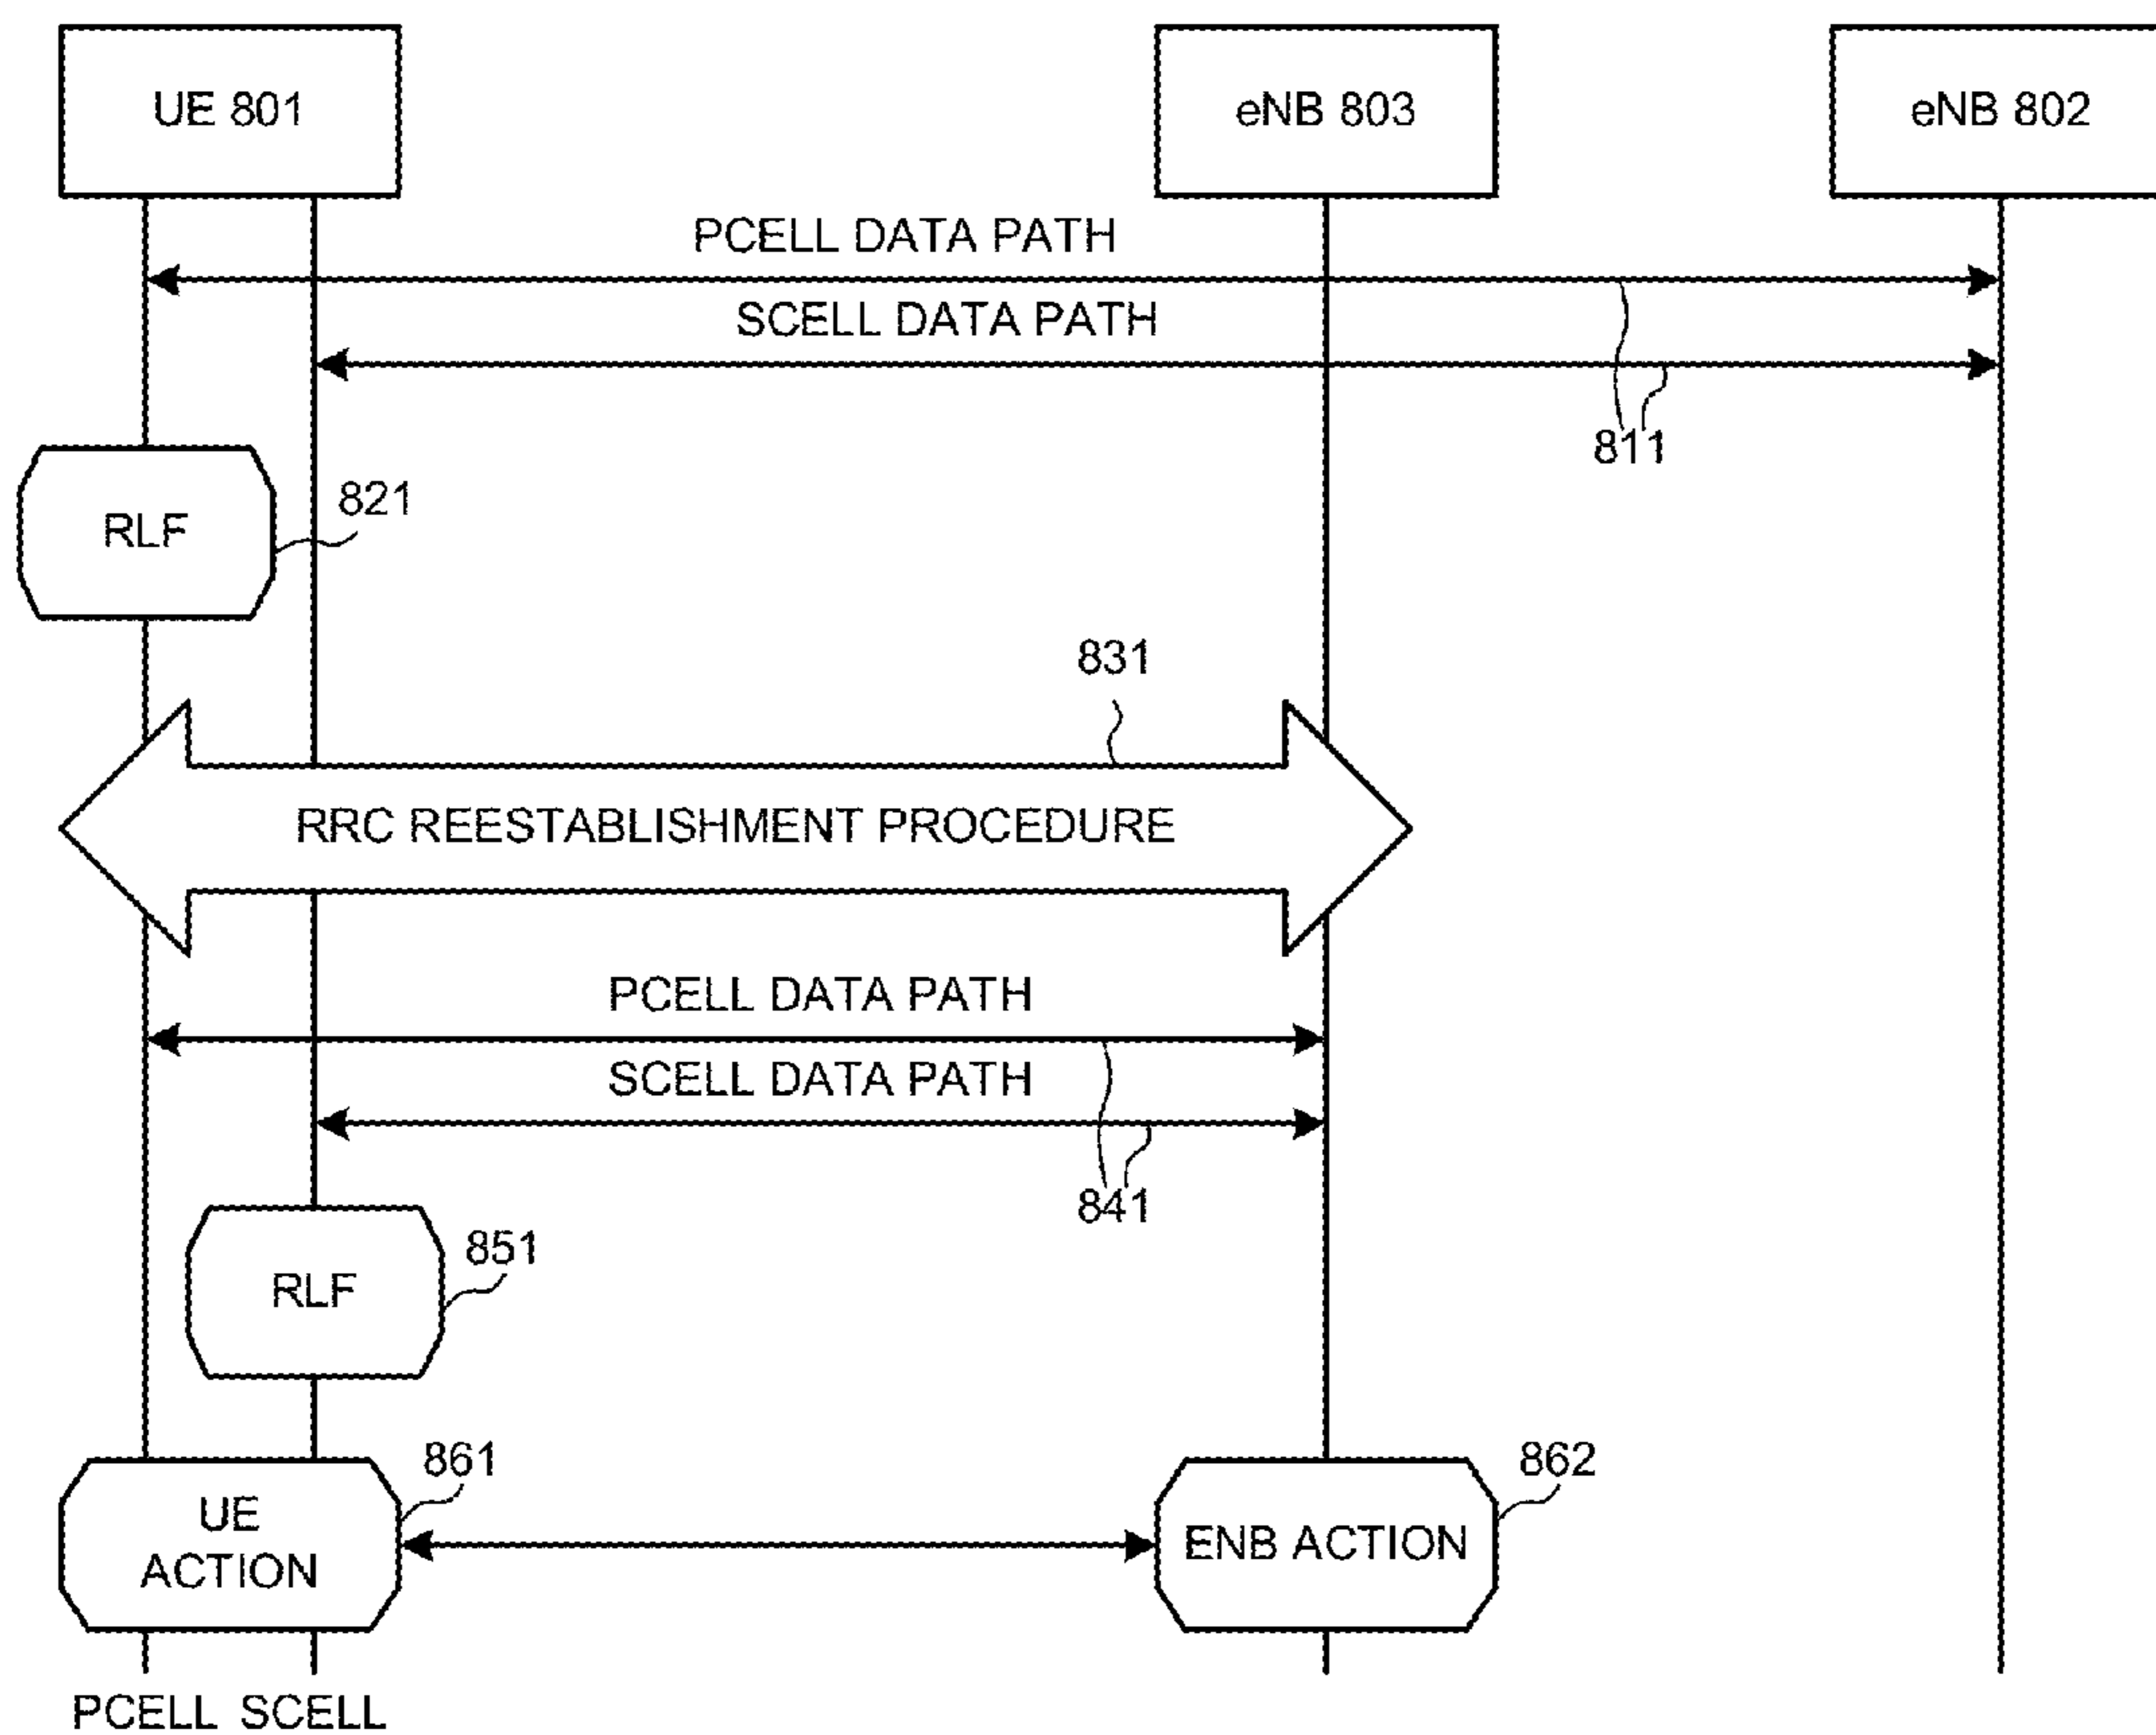 UE 801
eNB 803
eNB 802
PCELL DATA PATH
SCELL DATA PATH
811
RLF
821
831
RRC REESTABLISHMENT PROCEDURE
PCELL DATA PATH
SCELL DATA PATH
841
RLF
851
UE
ACTION
861
ENB ACTION
862
PCELL SCELL